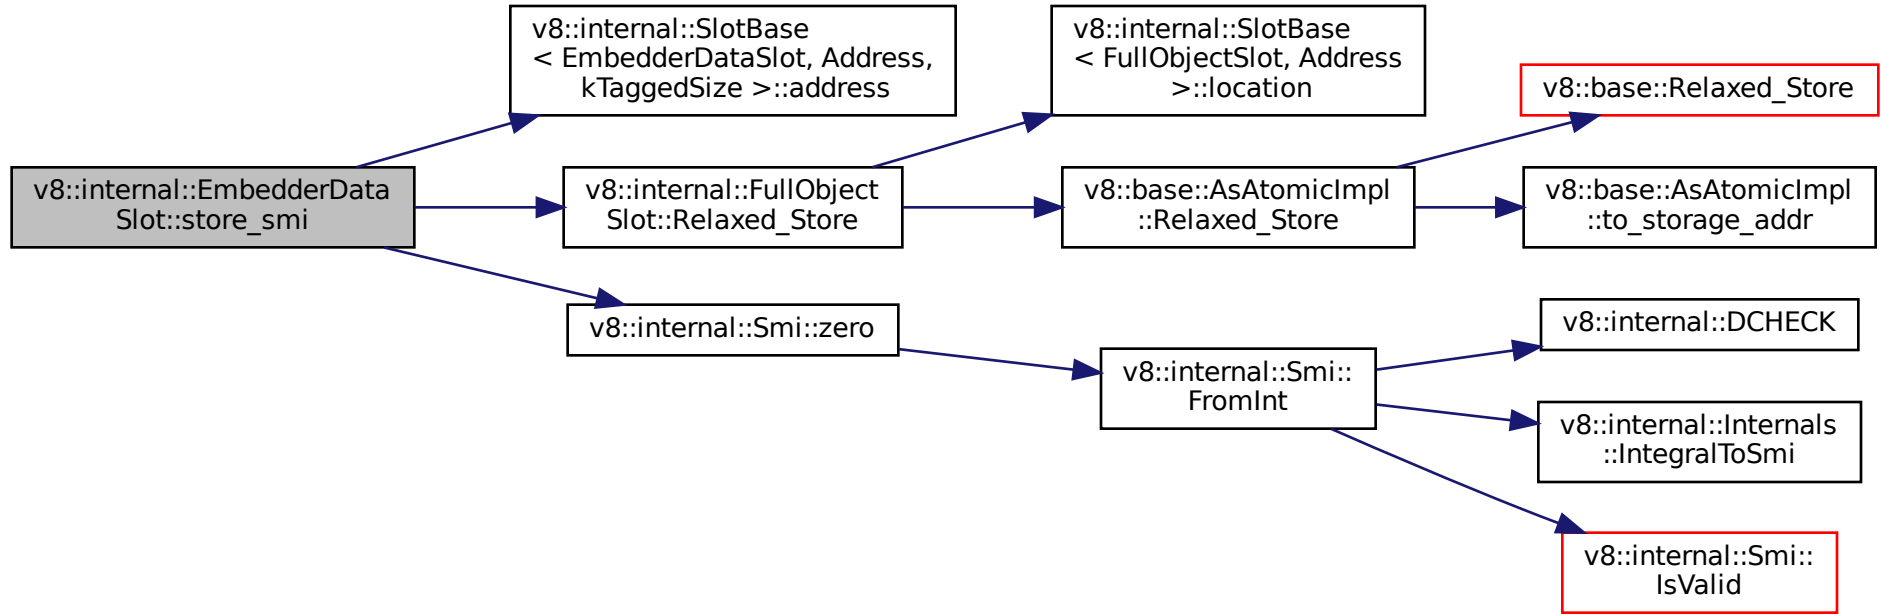 v8::internal::SlotBase
< EmbedderDataSlot, Address,
kTaggedSize >::address
v8::internal::SlotBase
< FullObjectSlot, Address
>::location
v8::base::Relaxed_Store
v8::internal::EmbedderData
Slot::store_smi
v8::internal::FullObject
Slot::Relaxed_Store
v8::base::AsAtomicImpl
::Relaxed_Store
v8::base::AsAtomicImpl
::to_storage_addr
v8::internal::Smi::zero
v8::internal::Smi::
FromInt
v8::internal::DCHECK
v8::internal::Internals
::IntegralToSmi
v8::internal::Smi::
IsValid